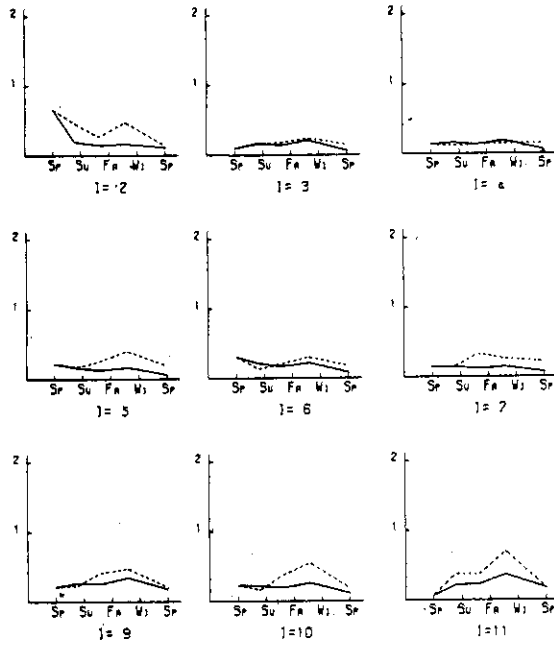 2 2 2
1 1 1
SP SU FA WI SP SP SU FA WI SP SP SU FA WI SP
I= 2 I= 3 I= 4
2 2 2
1 1 1
SP SU FA WI SP SP SU FA WI SP SP SU FA WI SP
I= 5 I= 6 I= 7
2 2 2
1 1 1
SP SU FA WI SP SP SU FA WI SP SP SU FA WI SP
I= 9 I=10 I=11